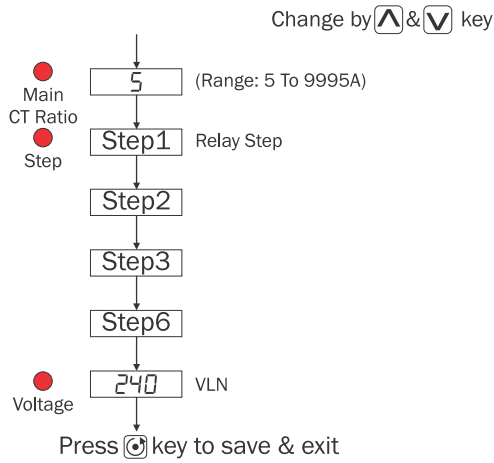 Change by & key
5 (Range: 5 To 9995A)
Main
CT Ratio
Step1 Relay Step
Step
Step2
Step3
Step6
240 VLN
Voltage
Press key to save & exit